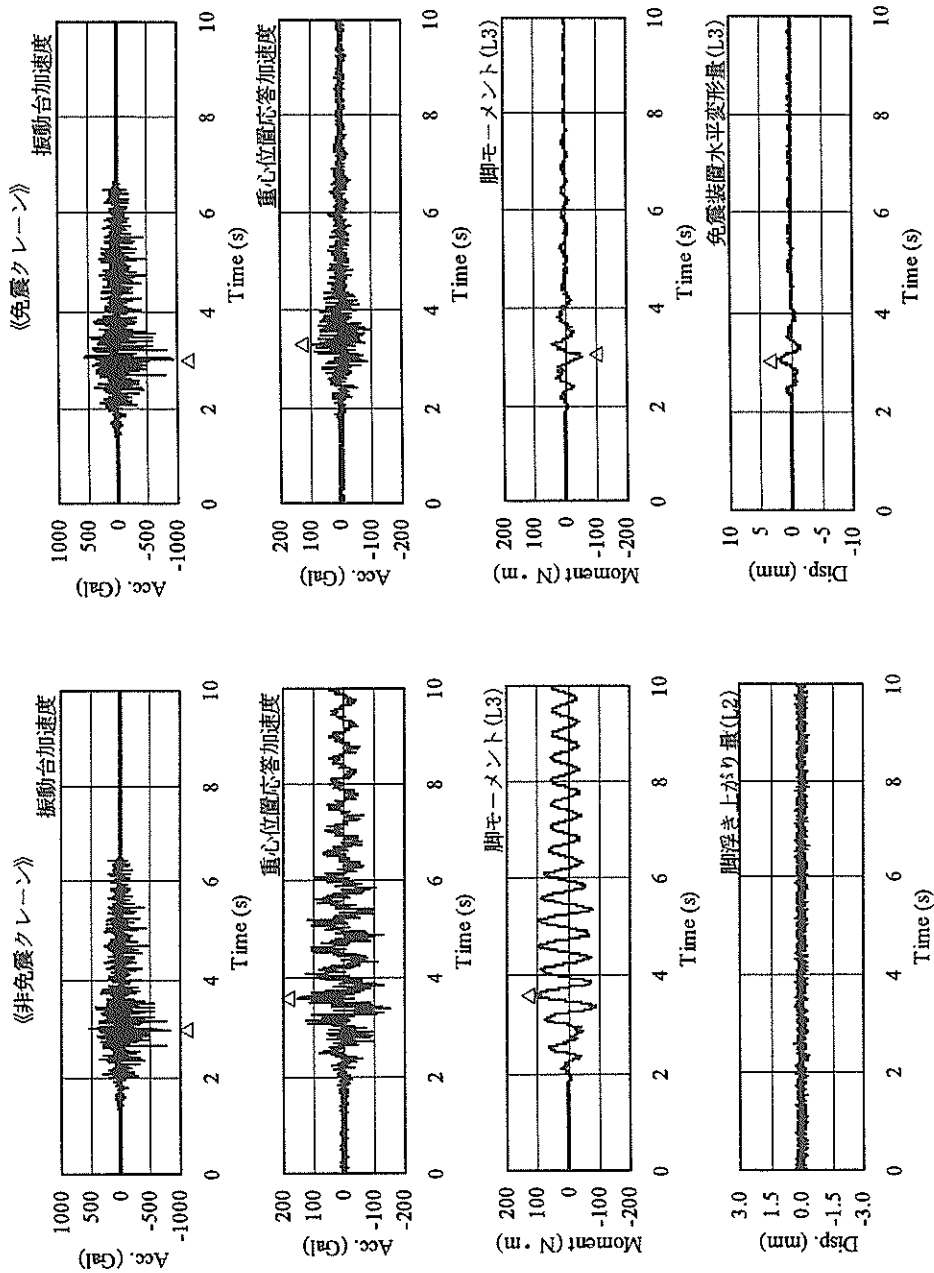 《非免震クレーン》
振動台加速度
1000
500
0
-500
-1000
Acc. (Gal)
0 2 4 6 8 10
Time (s)
重心位置応答加速度
200
100
0
-100
-200
Acc. (Gal)
0 2 4 6 8 10
Time (s)
脚モーメント(L3)
200
100
0
-100
-200
Moment (N・m)
0 2 4 6 8 10
Time (s)
脚浮き上がり量(L2)
3.0
1.5
0.0
-1.5
-3.0
Disp. (mm)
0 2 4 6 8 10
Time (s)
《免震クレーン》
振動台加速度
1000
500
0
-500
-1000
Acc. (Gal)
0 2 4 6 8 10
Time (s)
重心位置応答加速度
200
100
0
-100
-200
Acc. (Gal)
0 2 4 6 8 10
Time (s)
脚モーメント(L3)
200
100
0
-100
-200
Moment (N・m)
0 2 4 6 8 10
Time (s)
免震装置水平変形量(L3)
10
5
0
-5
-10
Disp. (mm)
0 2 4 6 8 10
Time (s)